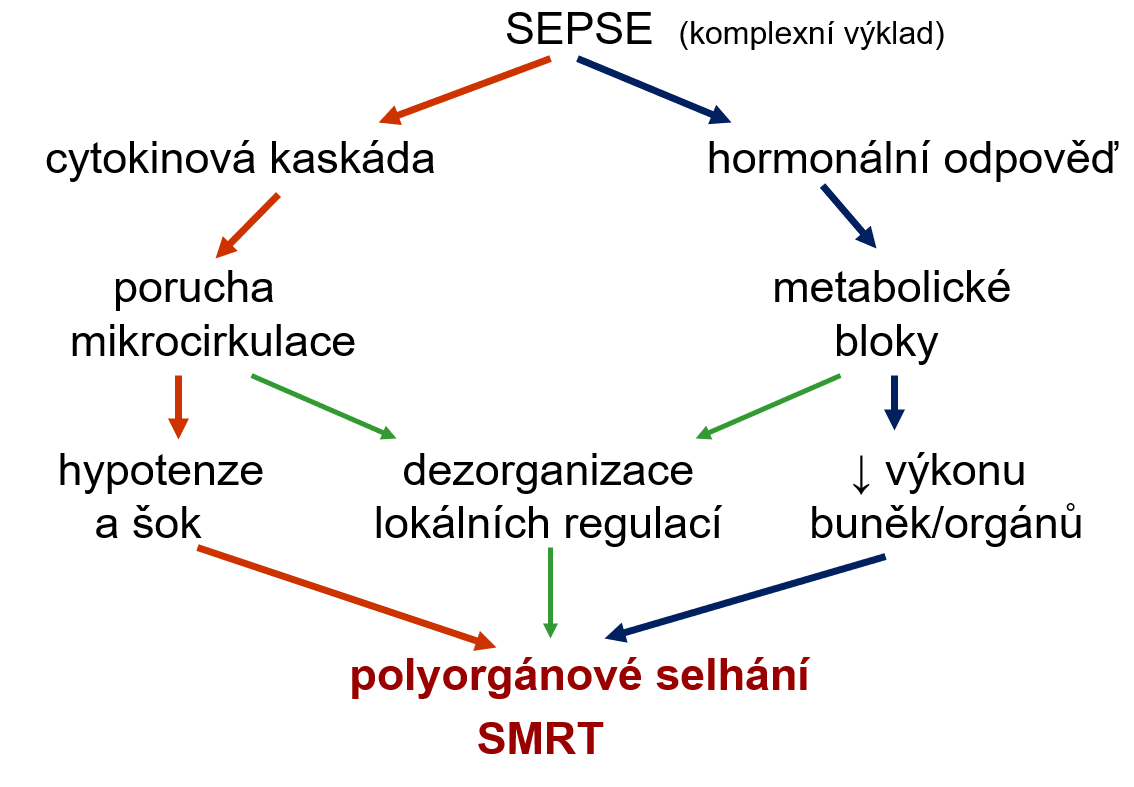 SEPSE (komplexní výklad)
cytokinová kaskáda
hormonální odpověď
porucha
mikrocirkulace
metabolické
bloky
hypotenze
a šok
dezorganizace
lokálních regulací
↓ výkonu
buněk/orgánů
polyorgánové selhání
SMRT